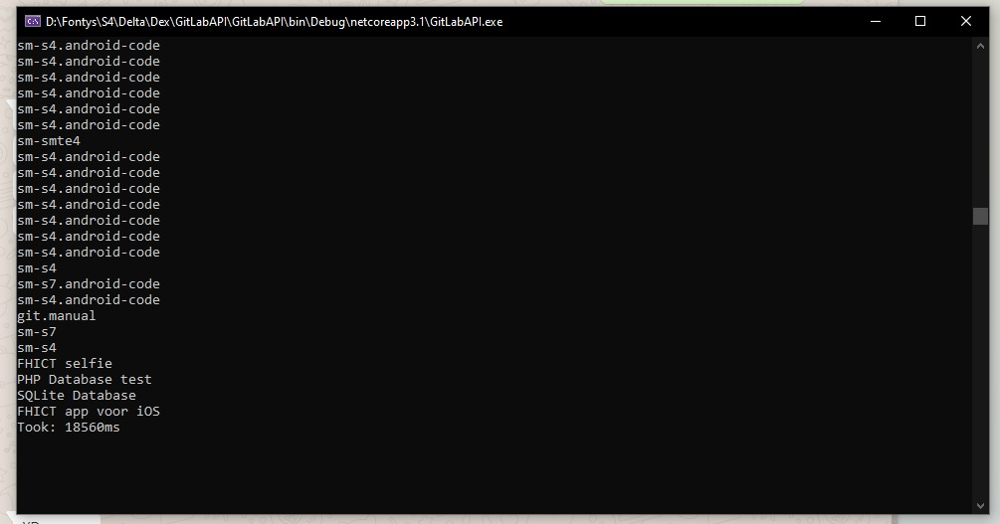 D:\Fontys\S4\Delta\Dex\GitLabAPI\GitLabAPI\bin\Debug\netcoreapp3.1\GitLabAPI.exe
sm-s4.android-code
sm-s4.android-code
sm-s4.android-code
sm-s4.android-code
sm-s4.android-code
sm-s4.android-code
sm-smte4
sm-s4.android-code
sm-s4.android-code
sm-s4.android-code
sm-s4.android-code
sm-s4.android-code
sm-s4.android-code
sm-s4.android-code
sm-s4
sm-s7.android-code
sm-s4.android-code
git.manual
sm-s7
sm-s4
FHICT selfie
PHP Database test
SQLite Database
FHICT app voor iOS
Took: 18560ms